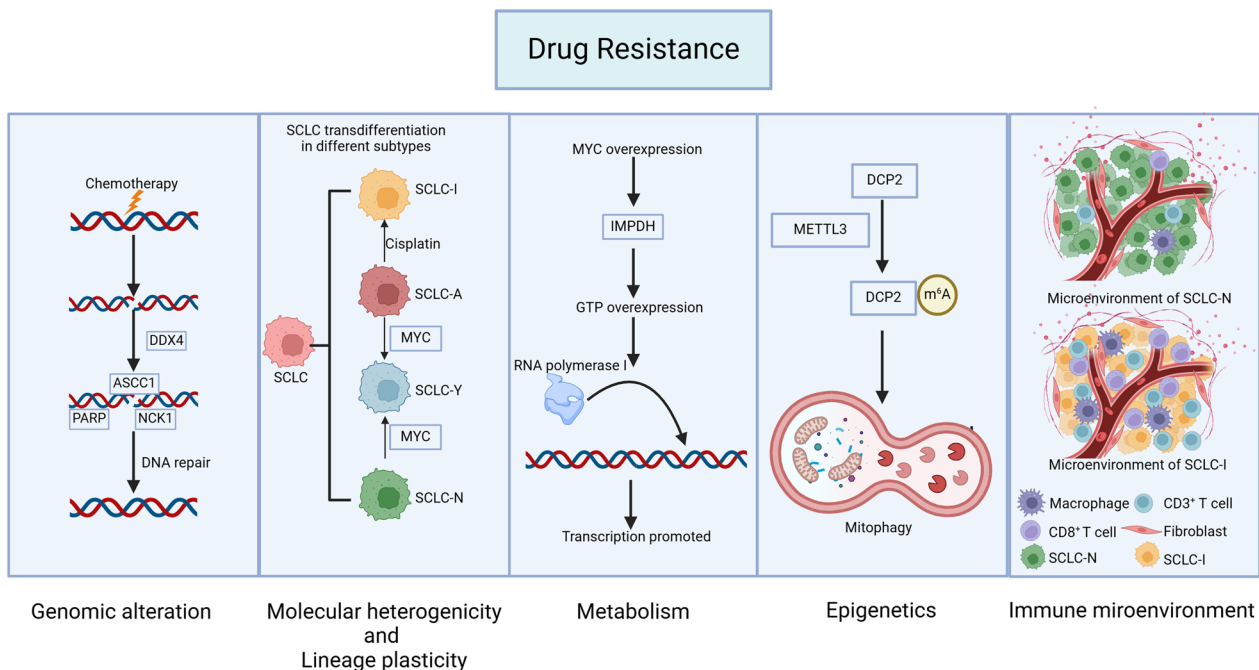 Drug Resistance
Chemotherapy
DDX4
ASCC1
PARP
NCK1
DNA repair
Genomic alteration
SCLC transdifferentiation
in different subtypes
SCLC-I
Cisplatin
SCLC-A
MYC
SCLC
SCLC-Y
MYC
SCLC-N
Molecular heterogenicity
and
Lineage plasticity
MYC overexpression
IMPDH
GTP overexpression
RNA polymerase I
Transcription promoted
Metabolism
DCP2
METTL3
DCP2
m⁶A
Mitophagy
Epigenetics
Microenvironment of SCLC-N
Microenvironment of SCLC-I
Macrophage
CD3⁺ T cell
CD8⁺ T cell
Fibroblast
SCLC-N
SCLC-I
Immune miroenvironment